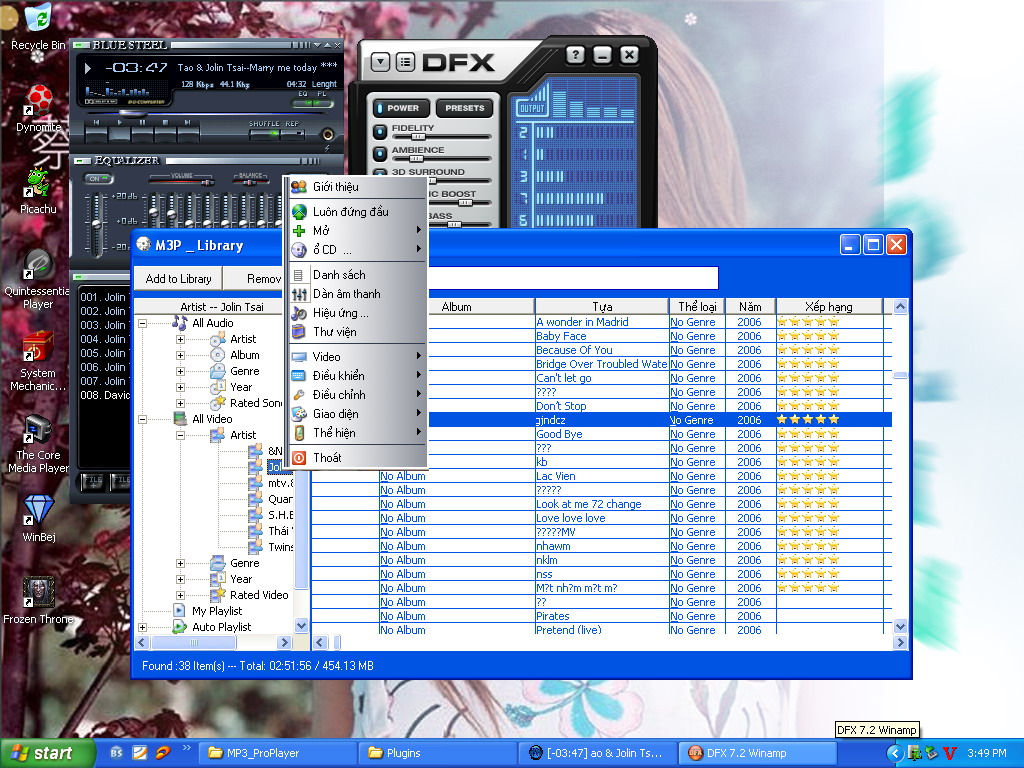 Recycle Bin
Dynomite
Picachu
Quintessential
Player
System
Mechanic...
The Core
Media Player
WinBej
Frozen Throne
BLUE STEEL
-03:47
Tao & Jolin Tsai--Marry me today ***
128 Kbps 44.1 Khz 04:32 Lenght
EQ PL
SHUFFLE REP
EQUALIZER
ON
VOLUME
BALANCE
+20db
+0db
001. Jolin
002. Jolin
003. Jolin
004. Jolin
005. Jolin
006. Jolin
007. Jolin
008. Davic
FILE
DFX
POWER
PRESETS
FIDELITY
AMBIENCE
3D SURROUND
IC BOOST
BASS
OUTPUT
2
1
3
7
6
M3P _ Library
Add to Library
Remov
Artist -- Jolin Tsai
Album
Tựa
Thể loại
Năm
Xếp hạng
All Audio
Artist
Album
Genre
Year
Rated Son
All Video
Artist
&N
Jol
mtv.8
Quar
S.H.E
Thái
Twins
Genre
Year
Rated Video
My Playlist
Auto Playlist
A wonder in Madrid No Genre 2006
Baby Face No Genre 2006
Because Of You No Genre 2006
Bridge Over Troubled Wate No Genre 2006
Can't let go No Genre 2006
???? No Genre 2006
Don't Stop No Genre 2006
gjndcz No Genre 2006
Good Bye No Genre 2006
??? No Genre 2006
kb No Genre 2006
No Album Lac Vien No Genre 2006
No Album ????? No Genre 2006
No Album Look at me 72 change No Genre 2006
No Album Love love love No Genre 2006
No Album ?????MV No Genre 2006
No Album nhawm No Genre 2006
No Album nklm No Genre 2006
No Album nss No Genre 2006
No Album M?t nh?m m?t m? No Genre 2006
No Album ?? No Genre 2006
No Album Pirates No Genre 2006
No Album Pretend (live) No Genre 2006
Found :38 Item(s) --- Total: 02:51:56 / 454.13 MB
Giới thiệu
Luôn đứng đầu
Mở
ổ CD ...
Danh sách
Dàn âm thanh
Hiệu ứng ...
Thư viện
Video
Điều khiển
Điều chỉnh
Giao diện
Thể hiện
Thoát
DFX 7.2 Winamp
start
BS
»
MP3_ProPlayer
Plugins
[-03:47] ao & Jolin Ts...
DFX 7.2 Winamp
V
3:49 PM